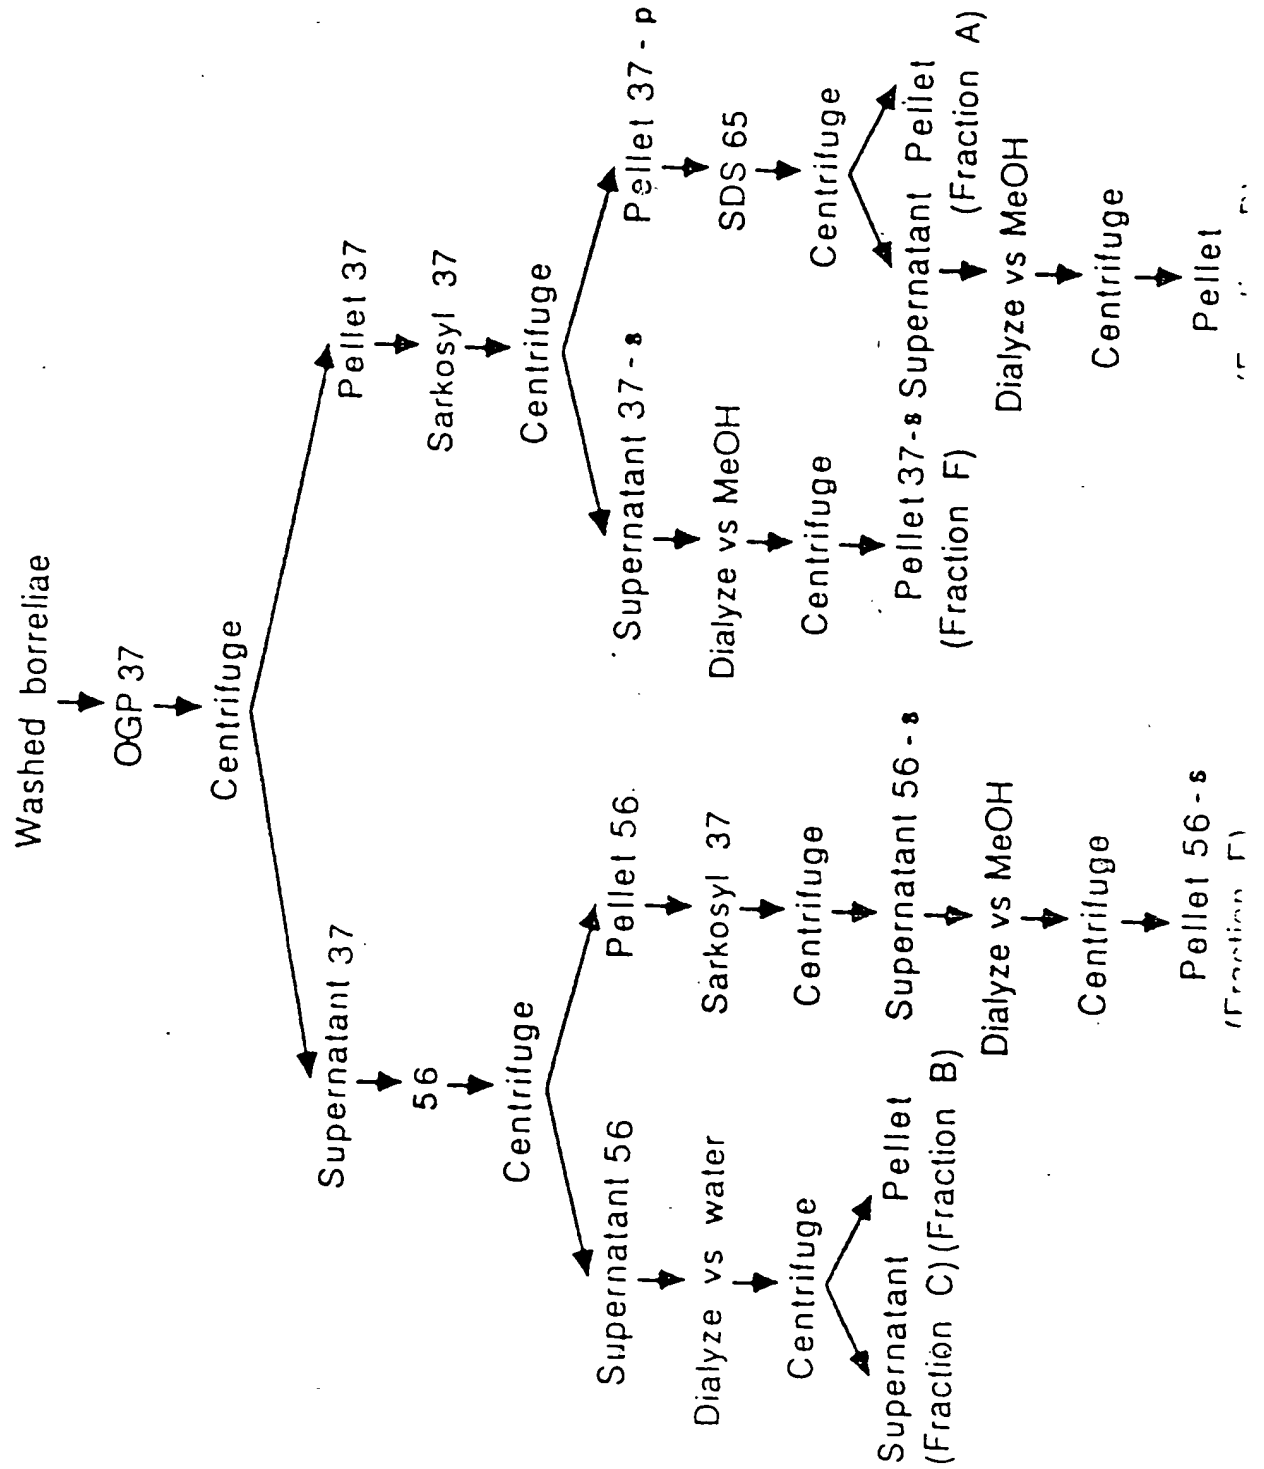 Washed borreliae
OGP 37
Centrifuge
Supernatant 37
56
Centrifuge
Supernatant 56
Dialyze vs water
Centrifuge
Supernatant
(Fraction C)
Pellet
(Fraction B)
Pellet 56
Sarkosyl 37
Centrifuge
Supernatant 56-s
Dialyze vs MeOH
Centrifuge
Pellet 56-s
Pellet 37
Sarkosyl 37
Centrifuge
Supernatant 37-s
Dialyze vs MeOH
Centrifuge
Pellet 37-s
(Fraction F)
Pellet 37-p
SDS 65
Centrifuge
Supernatant
Dialyze vs MeOH
Centrifuge
Pellet
Pellet
(Fraction A)